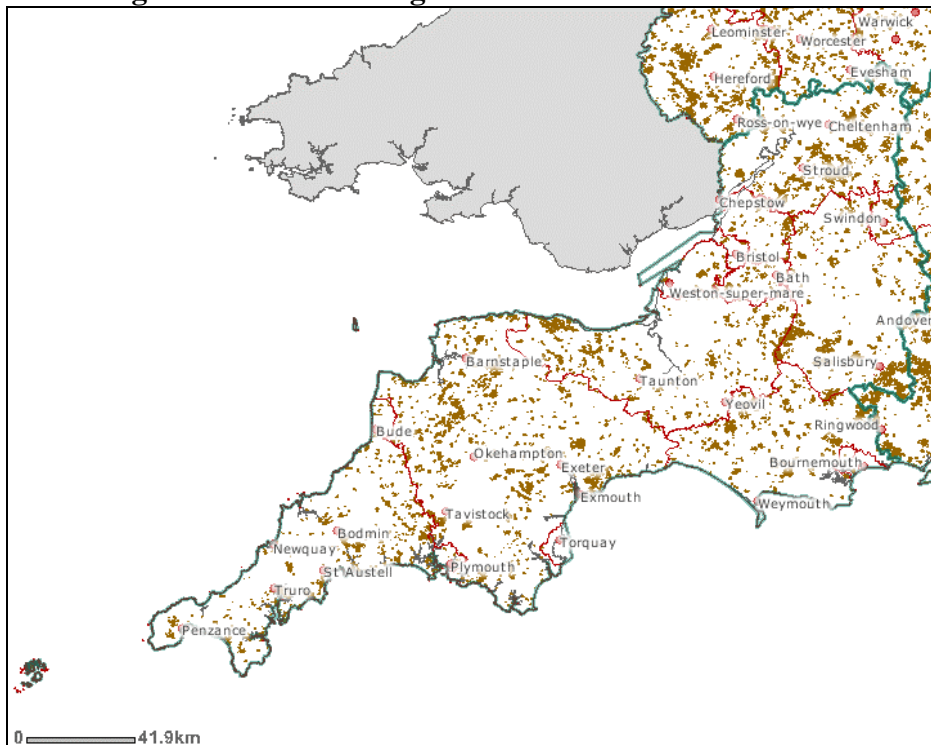 Warwick
Leominster
Worcester
Hereford
Evesham
Ross-on-wye
Cheltenham
Stroud
Chepstow
Swindon
Bristol
Bath
Weston-super-mare
Andover
Barnstaple
Salisbury
Taunton
Yeovil
Ringwood
Bude
Okehampton
Exeter
Bournemouth
Exmouth
Weymouth
Tavistock
Bodmin
Newquay
Torquay
St Austell
Plymouth
Truro
Penzance
0 41.9km